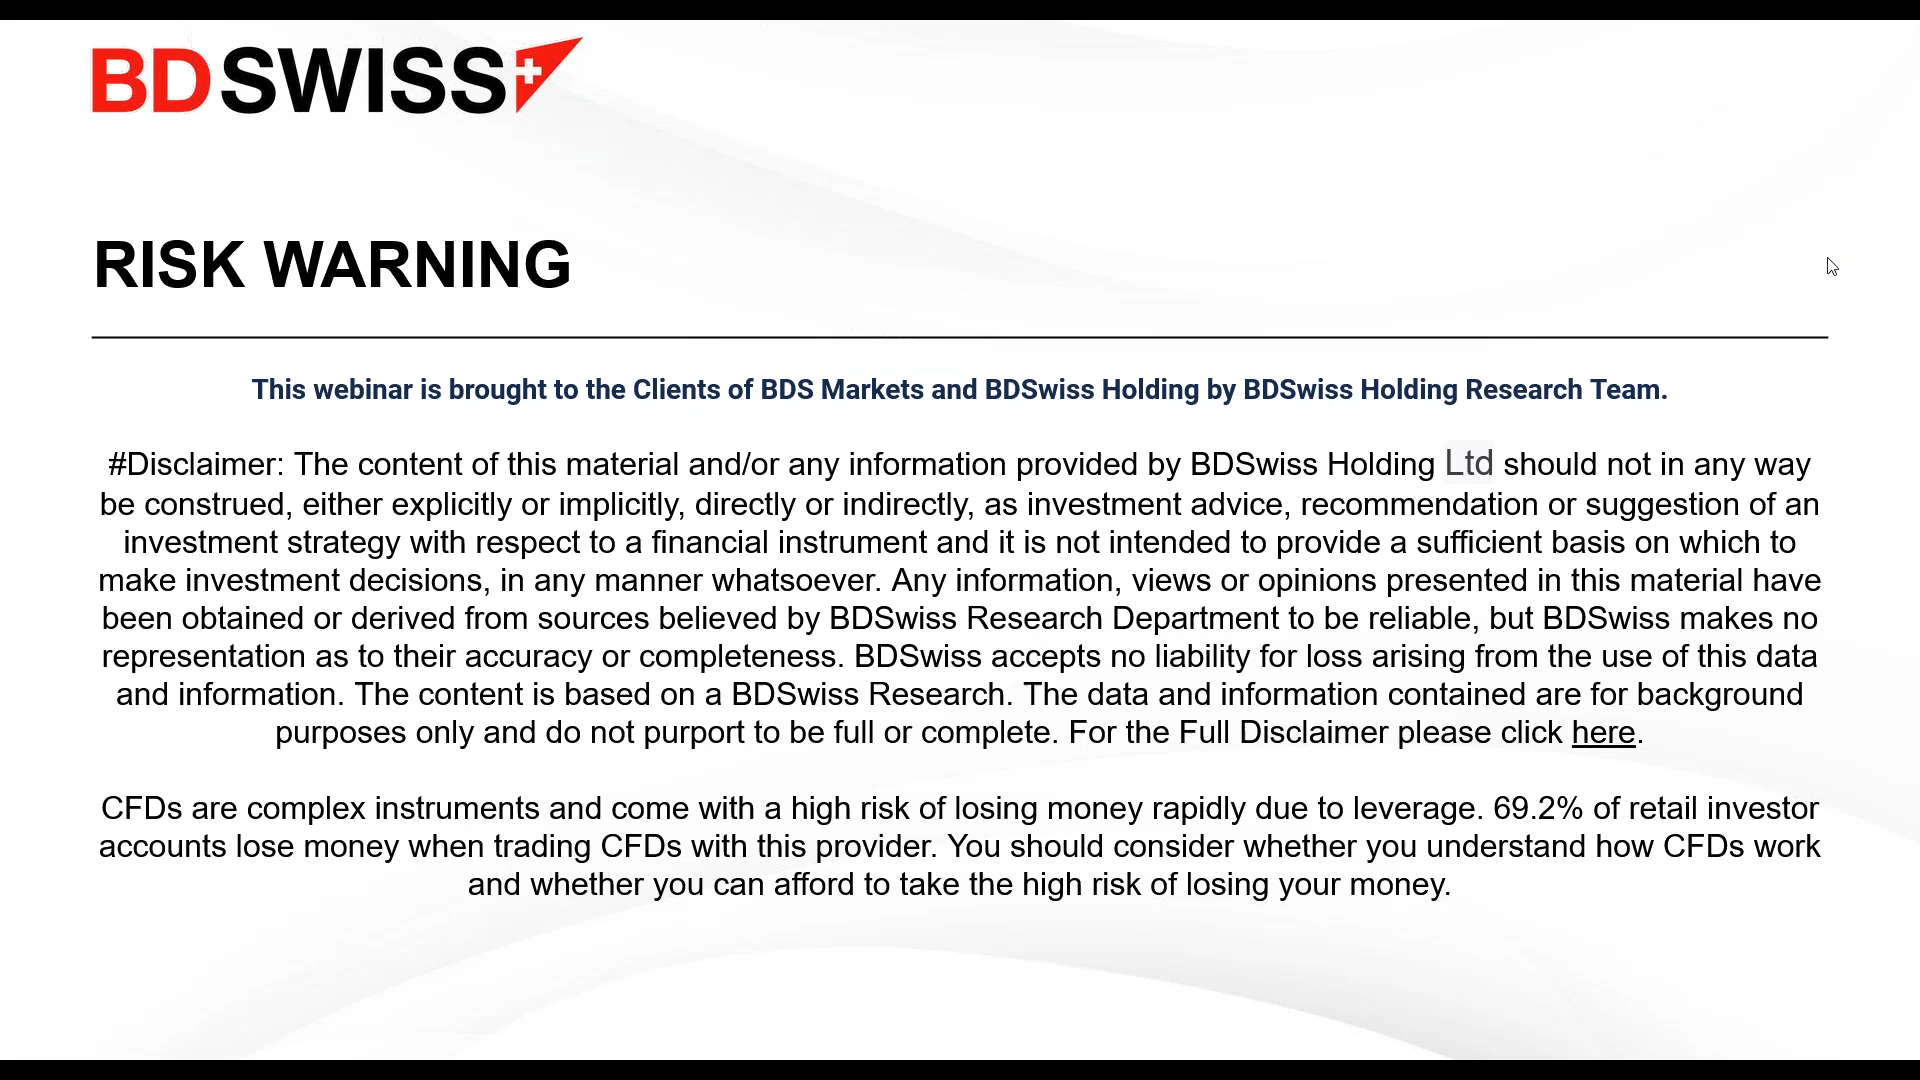 BDSWISS
RISK WARNING
This webinar is brought to the Clients of BDS Markets and BDSwiss Holding by BDSwiss Holding Research Team.
#Disclaimer: The content of this material and/or any information provided by BDSwiss Holding Ltd should not in any way
be construed, either explicitly or implicitly, directly or indirectly, as investment advice, recommendation or suggestion of an
investment strategy with respect to a financial instrument and it is not intended to provide a sufficient basis on which to
make investment decisions, in any manner whatsoever. Any information, views or opinions presented in this material have
been obtained or derived from sources believed by BDSwiss Research Department to be reliable, but BDSwiss makes no
representation as to their accuracy or completeness. BDSwiss accepts no liability for loss arising from the use of this data
and information. The content is based on a BDSwiss Research. The data and information contained are for background
purposes only and do not purport to be full or complete. For the Full Disclaimer please click here.
CFDs are complex instruments and come with a high risk of losing money rapidly due to leverage. 69.2% of retail investor
accounts lose money when trading CFDs with this provider. You should consider whether you understand how CFDs work
and whether you can afford to take the high risk of losing your money.